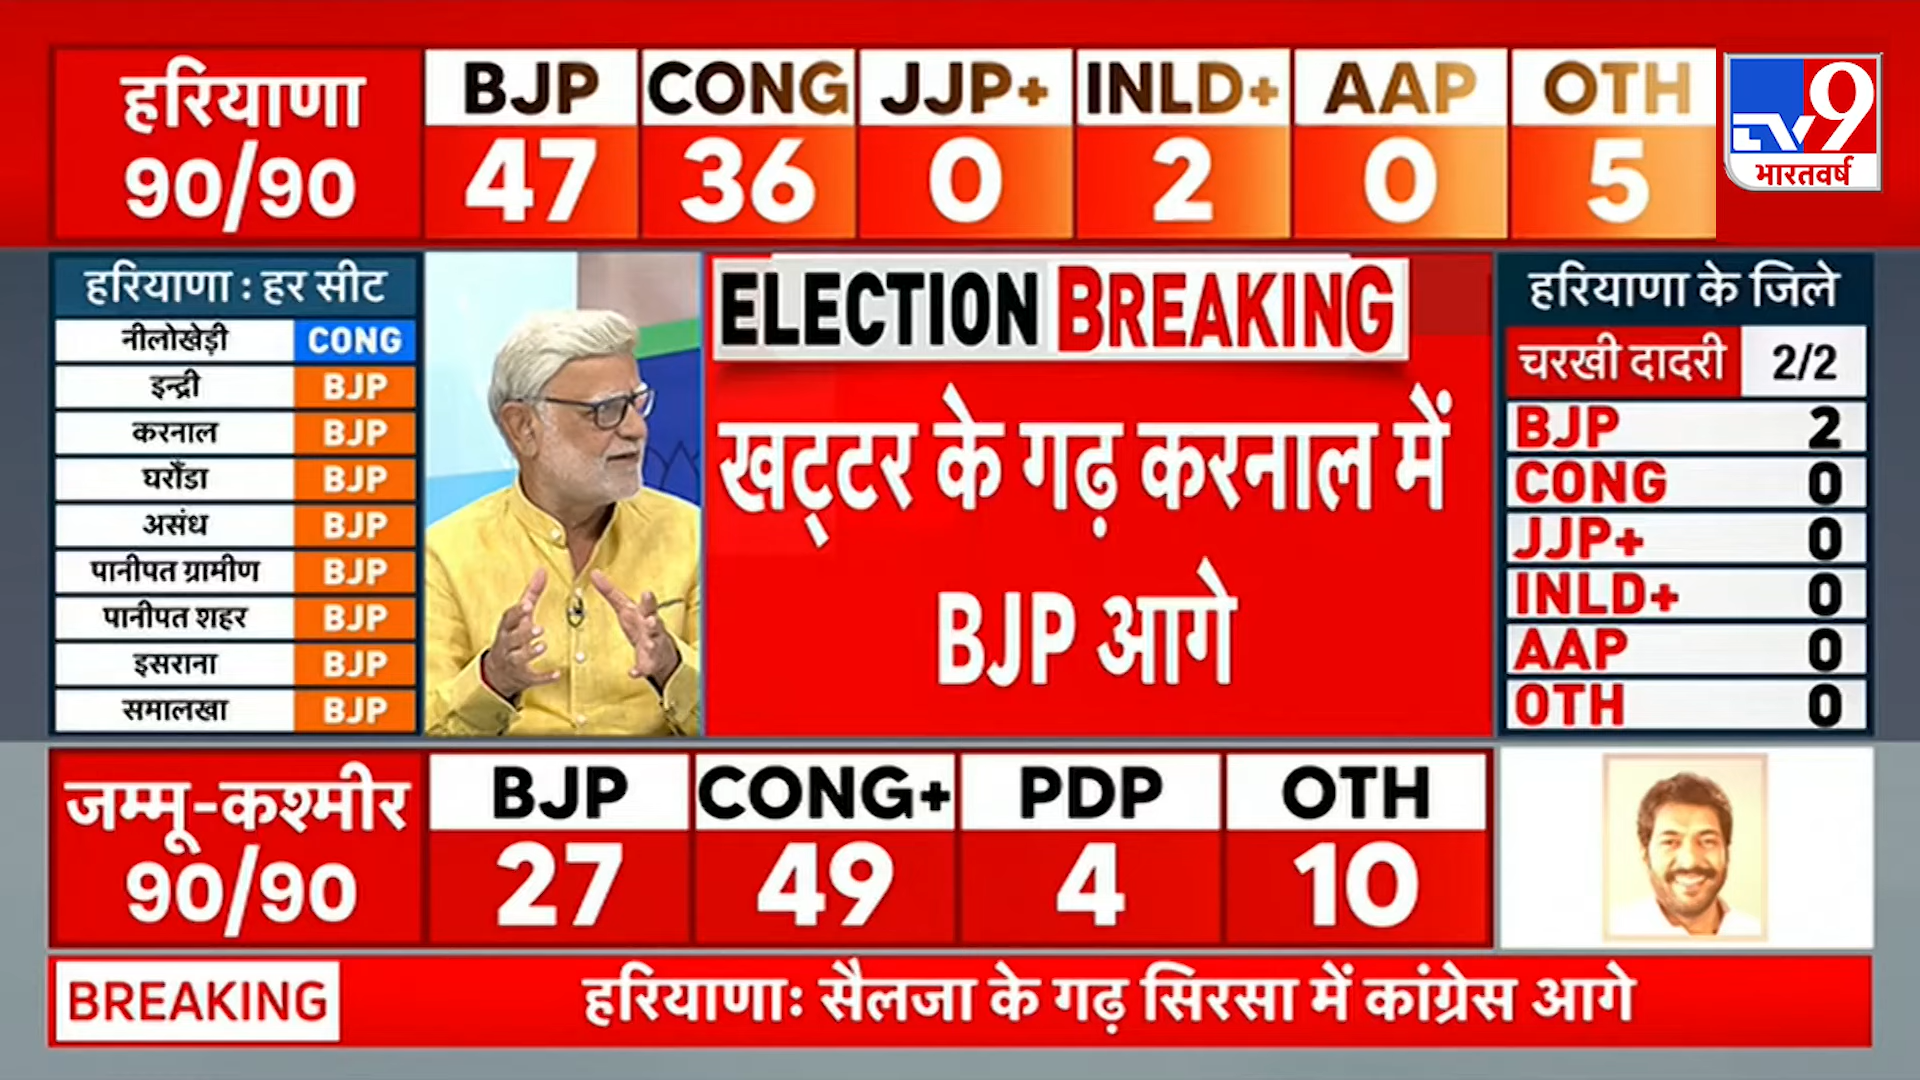 हरियाणा
90/90
BJP CONG JJP+ INLD+ AAP OTH
47 36 0 2 0 5
TV9
भारतवर्ष
हरियाणा : हर सीट
नीलोखेड़ी CONG
इन्द्री BJP
करनाल BJP
घरौंडा BJP
असंध BJP
पानीपत ग्रामीण BJP
पानीपत शहर BJP
इसराना BJP
समालखा BJP
ELECTION BREAKING
खट्टर के गढ़ करनाल में
BJP आगे
हरियाणा के जिले
चरखी दादरी 2/2
BJP 2
CONG 0
JJP+ 0
INLD+ 0
AAP 0
OTH 0
जम्मू-कश्मीर
90/90
BJP CONG+ PDP OTH
27 49 4 10
BREAKING हरियाणाः सैलजा के गढ़ सिरसा में कांग्रेस आगे